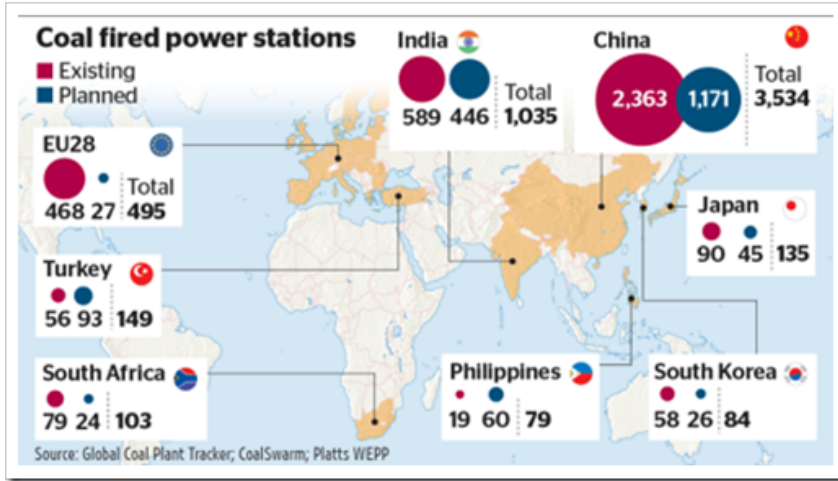 Coal fired power stations
Existing
Planned
India
589 446
Total
1,035
China
2,363 1,171
Total
3,534
EU28
468 27
Total
495
Japan
90 45 135
Turkey
56 93 149
South Africa
79 24 103
Philippines
19 60 79
South Korea
58 26 84
Source: Global Coal Plant Tracker; CoalSwarm; Platts WEPP